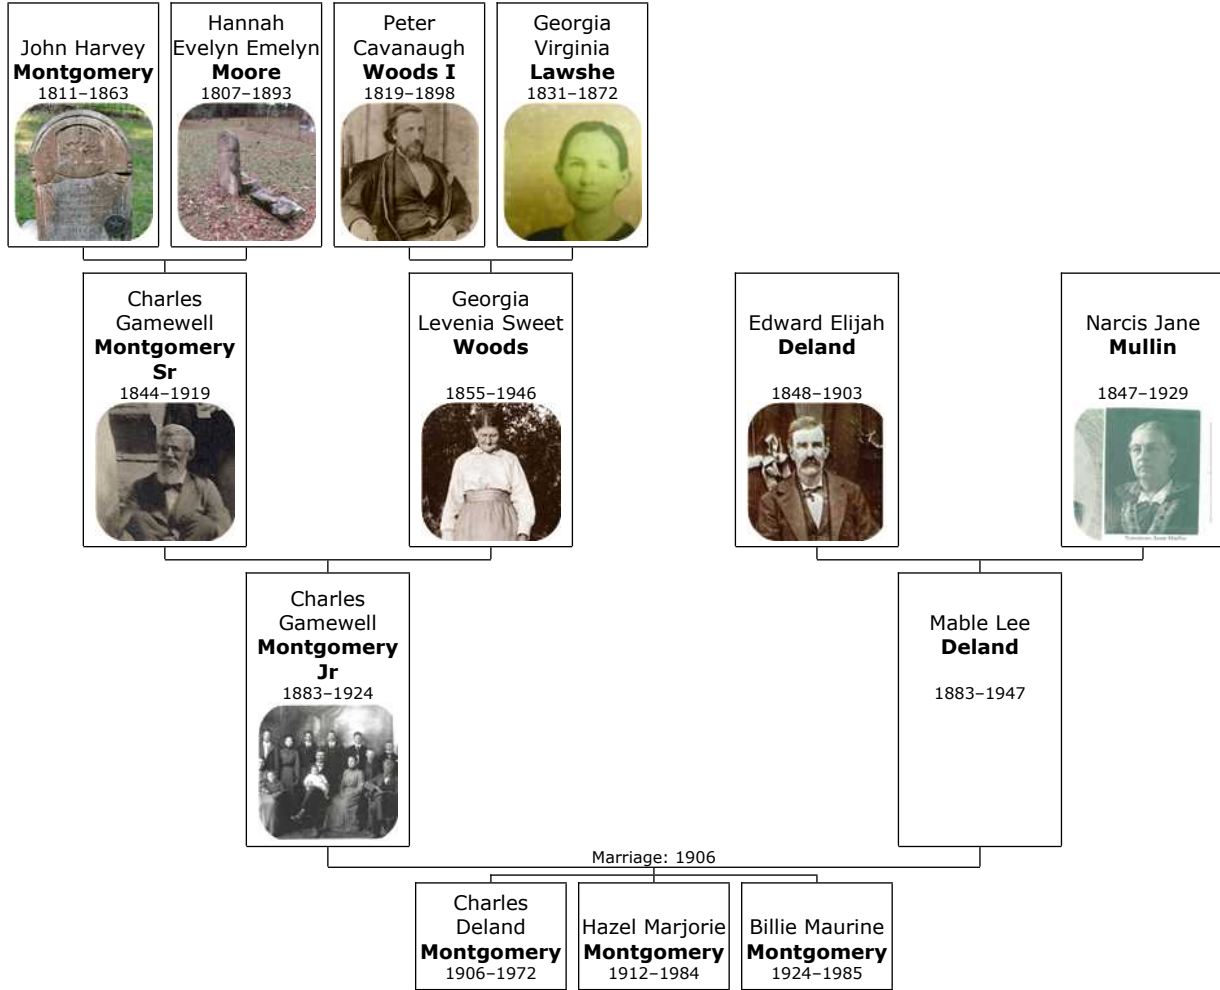 John Harvey
Montgomery
1811–1863
Hannah
Evelyn Emelyn
Moore
1807–1893
Peter
Cavanaugh
Woods I
1819–1898
Georgia
Virginia
Lawshe
1831–1872
Charles
Gamewell
Montgomery
Sr
1844–1919
Georgia
Levenia Sweet
Woods
1855–1946
Edward Elijah
Deland
1848–1903
Narcis Jane
Mullin
1847–1929
Charles
Gamewell
Montgomery
Jr
1883–1924
Mable Lee
Deland
1883–1947
Marriage: 1906
Charles
Deland
Montgomery
1906–1972
Hazel Marjorie
Montgomery
1912–1984
Billie Maurine
Montgomery
1924–1985